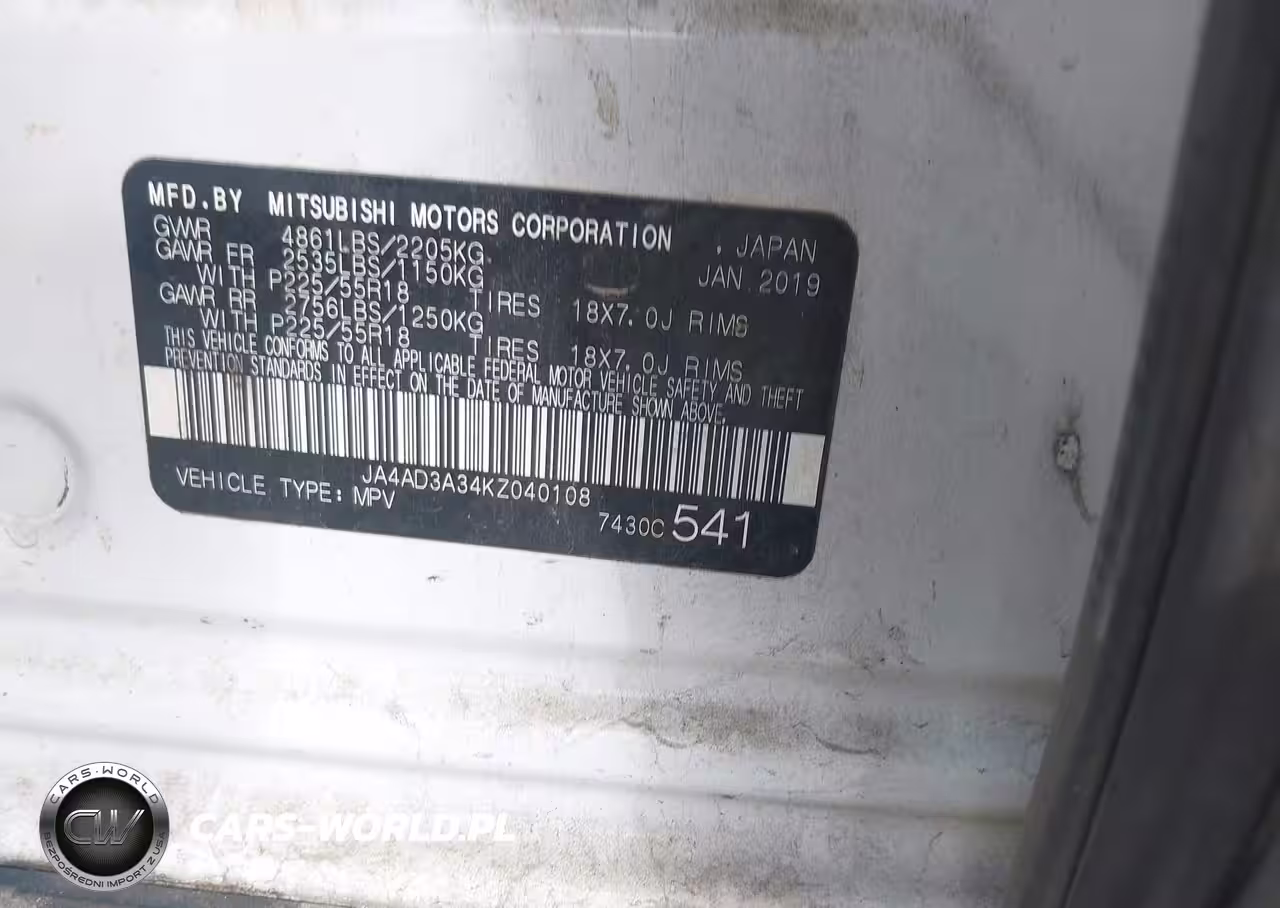 MFD.BY MITSUBISHI MOTORS CORPORATION , JAPAN
GVWR 4861LBS/2205KG. JAN. 2019
GAWR FR 2535LBS/1150KG
WITH P225/55R18 TIRES 18X7.0J RIMS
GAWR RR 2756LBS/1250KG
WITH P225/55R18 TIRES 18X7.0J RIMS
THIS VEHICLE CONFORMS TO ALL APPLICABLE FEDERAL MOTOR VEHICLE SAFETY AND THEFT
PREVENTION STANDARDS IN EFFECT ON THE DATE OF MANUFACTURE SHOWN ABOVE.
JA4AD3A34KZ040108
VEHICLE TYPE: MPV
7430C 541
CARS-WORLD
CW
BEZPOŚREDNI IMPORT Z USA
CARS-WORLD.PL